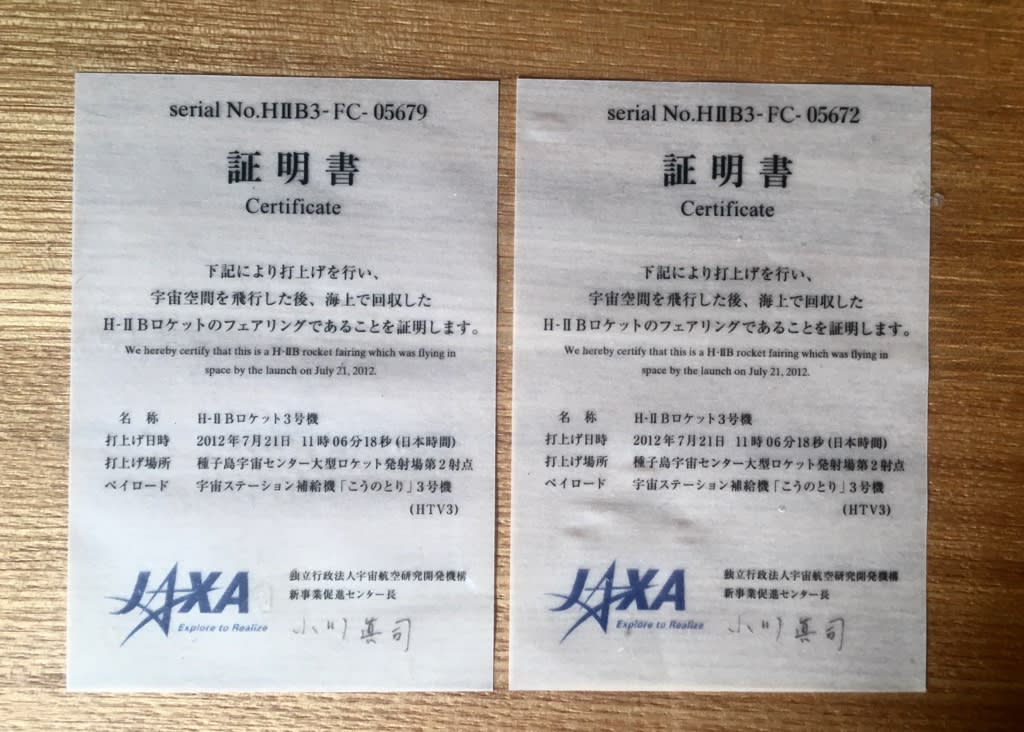 serial No.HⅡB3-FC-05679
証明書
Certificate
下記により打上げを行い、
宇宙空間を飛行した後、海上で回収した
H-ⅡBロケットのフェアリングであることを証明します。
We hereby certify that this is a H-ⅡB rocket fairing which was flying in
space by the launch on July 21, 2012.
名 称 H-ⅡBロケット3号機
打上げ日時 2012年7月21日 11時06分18秒(日本時間)
打上げ場所 種子島宇宙センター大型ロケット発射場第2射点
ペイロード 宇宙ステーション補給機「こうのとり」3号機
(HTV3)
JAXA
Explore to Realize
独立行政法人宇宙航空研究開発機構
新事業促進センター長
小川眞司
serial No.HⅡB3-FC-05672
証明書
Certificate
下記により打上げを行い、
宇宙空間を飛行した後、海上で回収した
H-ⅡBロケットのフェアリングであることを証明します。
We hereby certify that this is a H-ⅡB rocket fairing which was flying in
space by the launch on July 21, 2012.
名 称 H-ⅡBロケット3号機
打上げ日時 2012年7月21日 11時06分18秒(日本時間)
打上げ場所 種子島宇宙センター大型ロケット発射場第2射点
ペイロード 宇宙ステーション補給機「こうのとり」3号機
(HTV3)
JAXA
Explore to Realize
独立行政法人宇宙航空研究開発機構
新事業促進センター長
小川眞司